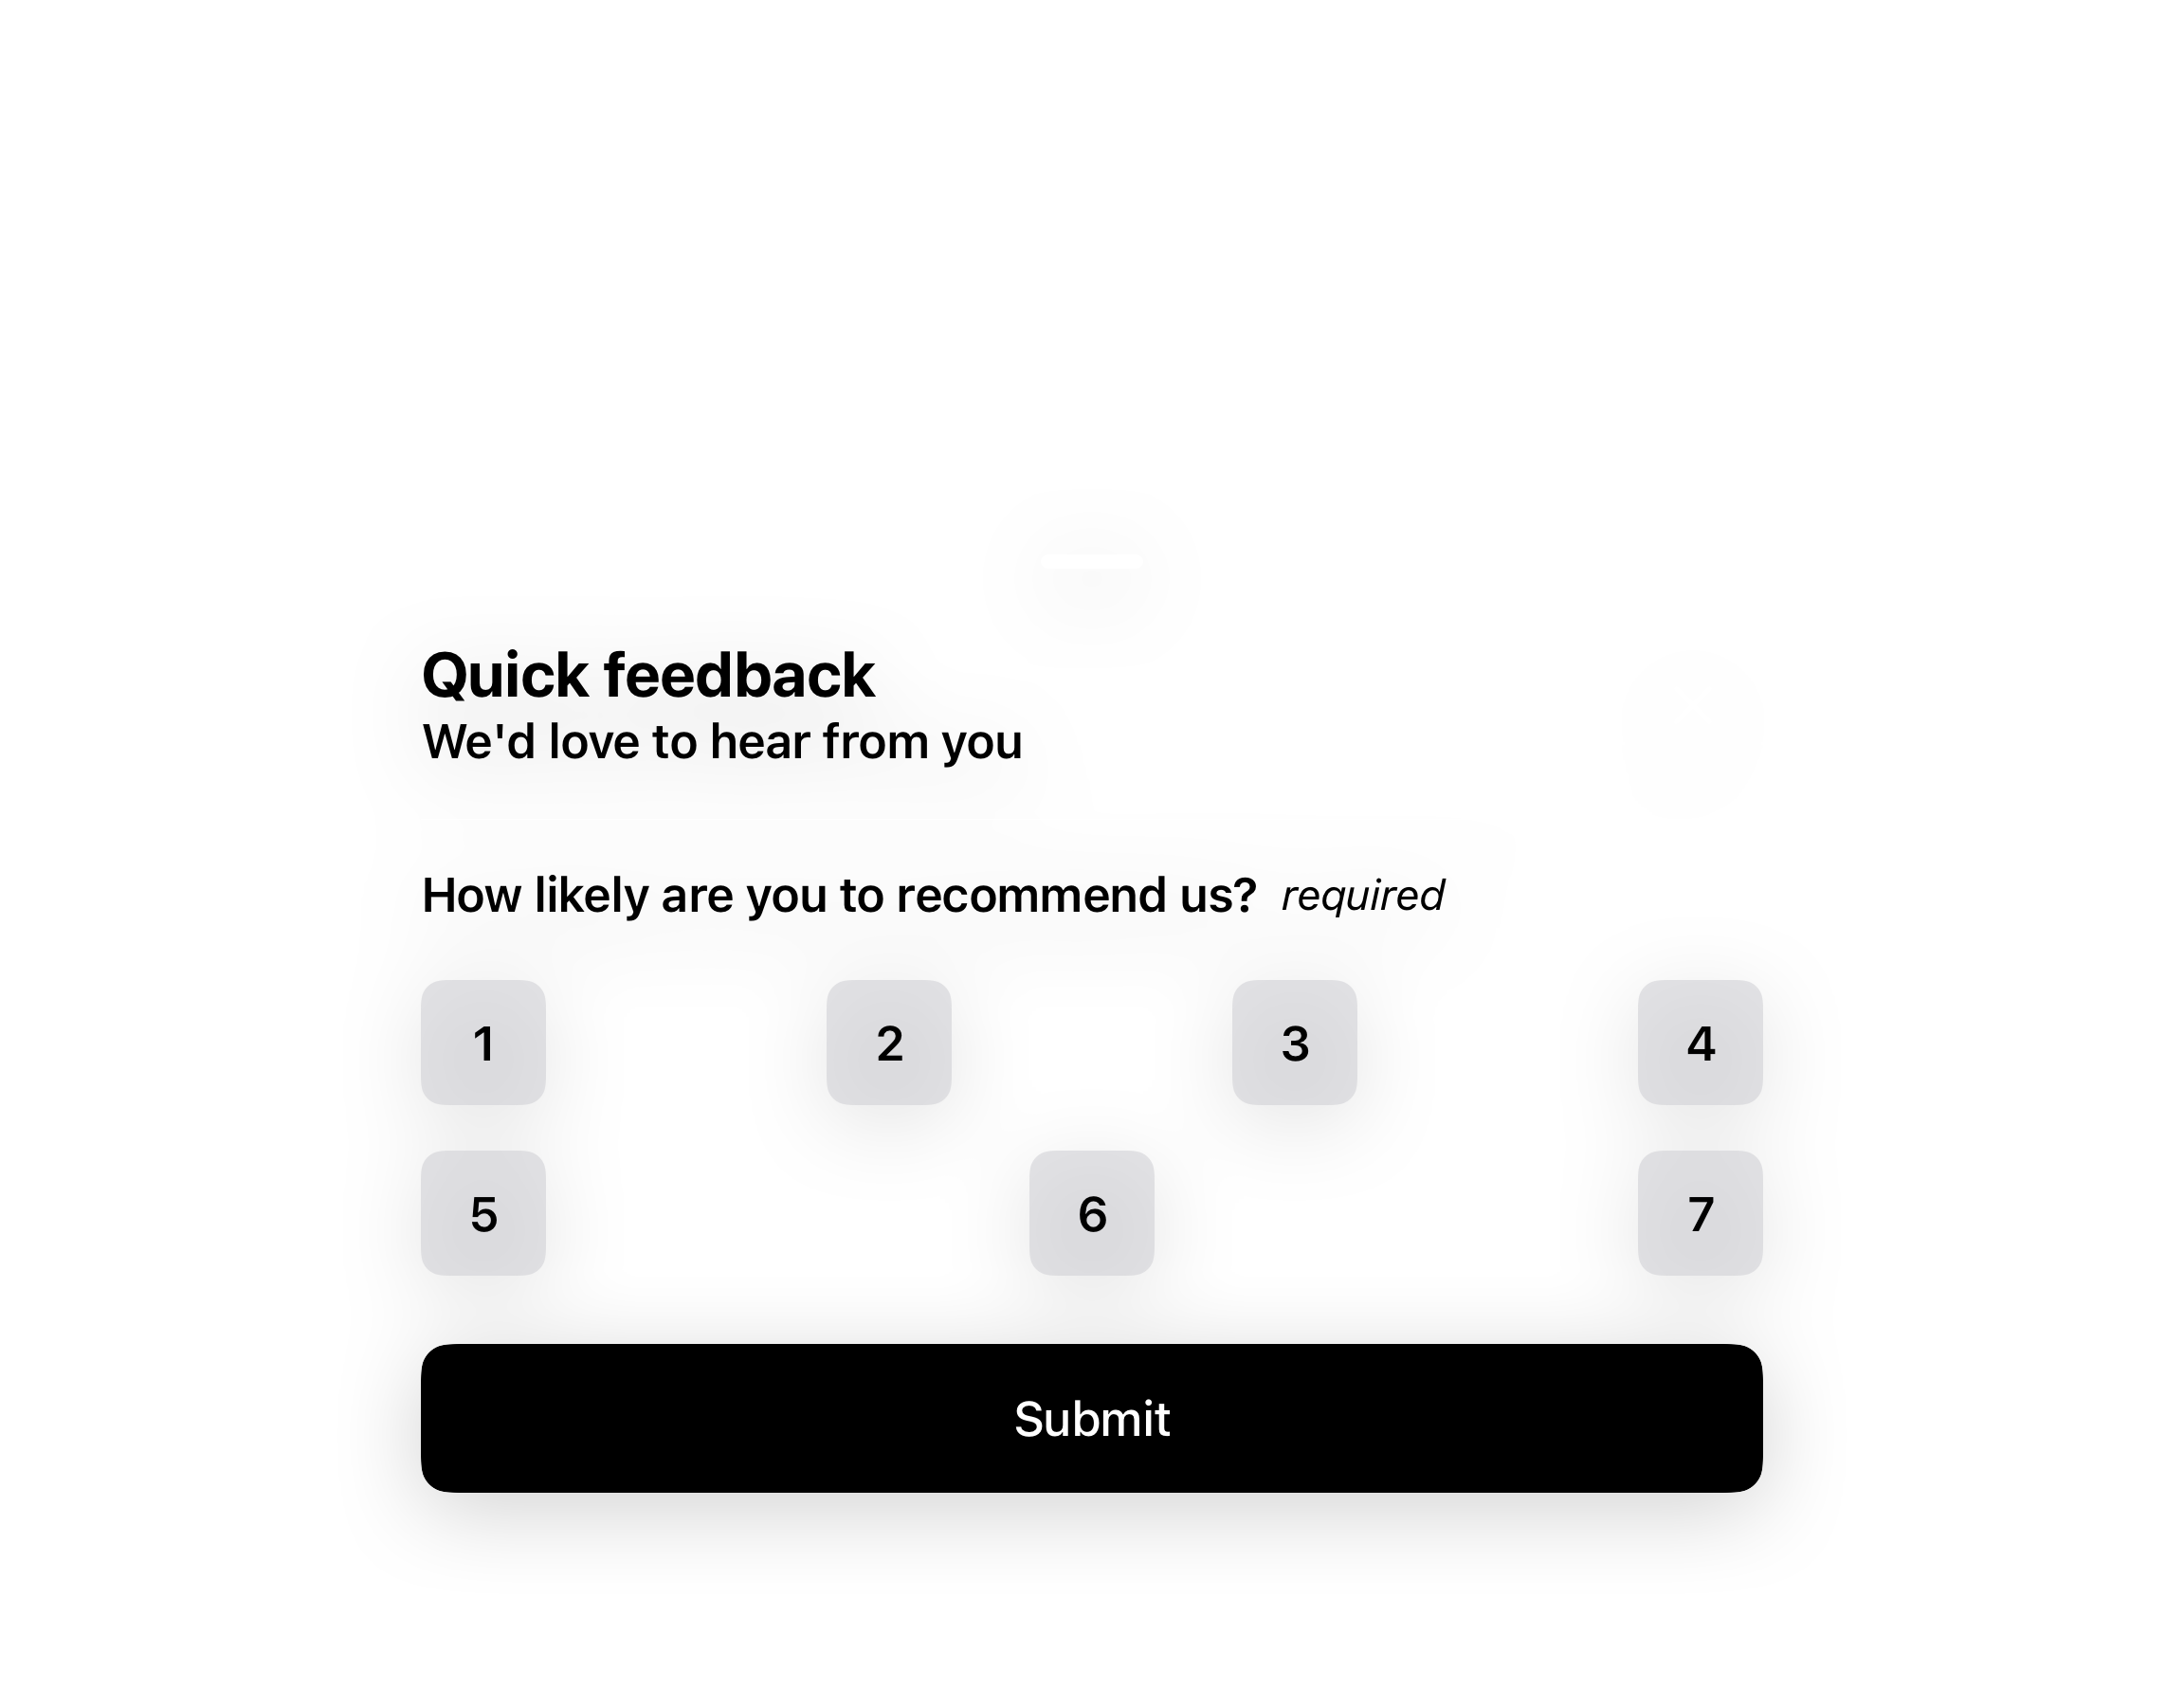 Quick feedback
We'd love to hear from you
How likely are you to recommend us? required
1 2 3 4
5 6 7
Submit